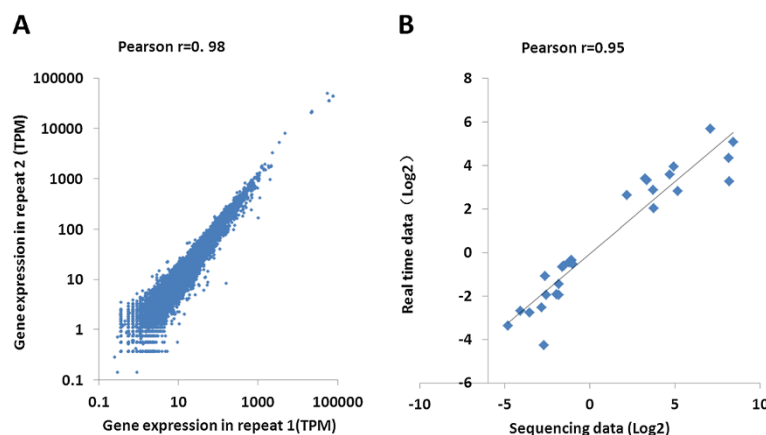 A
Pearson r=0. 98
Gene expression in repeat 2 (TPM)
100000
10000
1000
100
10
1
0.1
0.1 10 1000 100000
Gene expression in repeat 1(TPM)
B
Pearson r=0.95
Real time data（Log2）
8
6
4
2
0
-2
-4
-6
-10 -5 0 5 10
Sequencing data (Log2)